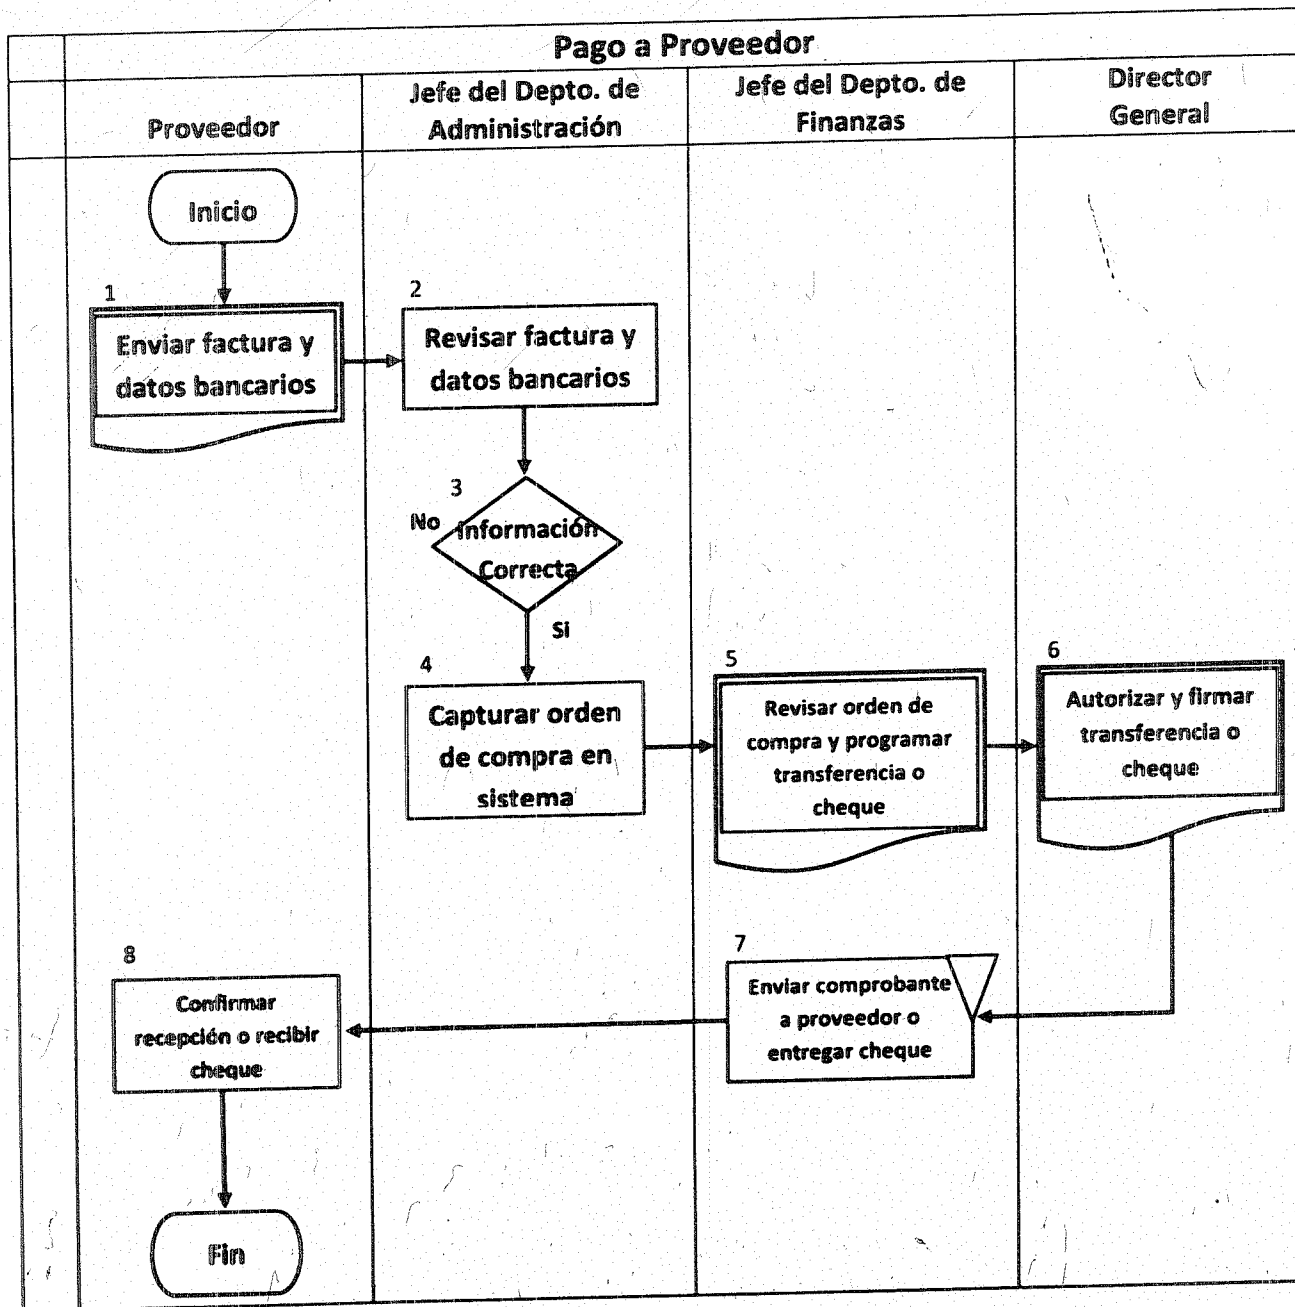 Pago a Proveedor
Proveedor
Jefe del Depto. de
Administración
Jefe del Depto. de
Finanzas
Director
General
Inicio
1
Enviar factura y
datos bancarios
2
Revisar factura y
datos bancarios
3
No
Información
Correcta
Si
4
Capturar orden
de compra en
sistema
5
Revisar orden de
compra y programar
transferencia o
cheque
6
Autorizar y firmar
transferencia o
cheque
7
Enviar comprobante
a proveedor o
entregar cheque
8
Confirmar
recepción o recibir
cheque
Fin